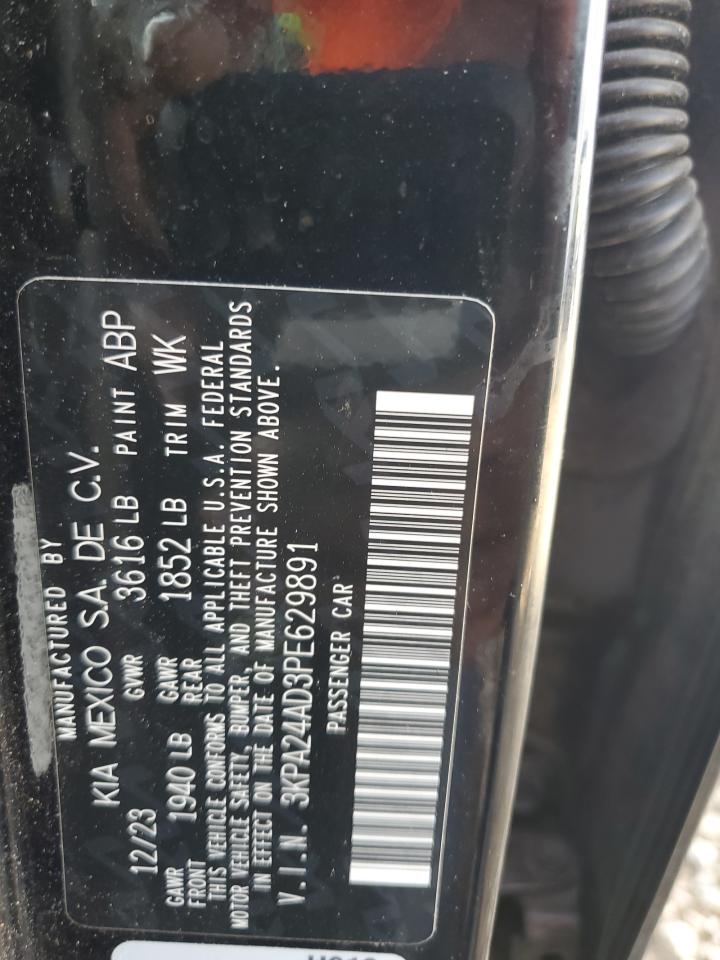 MANUFACTURED BY
KIA MEXICO S.A. DE C.V.
12/23 GVWR 3616 LB PAINT ABP
GAWR FRONT 1940 LB GAWR REAR 1852 LB TRIM WK
THIS VEHICLE CONFORMS TO ALL APPLICABLE U.S.A. FEDERAL
MOTOR VEHICLE SAFETY, BUMPER, AND THEFT PREVENTION STANDARDS
IN EFFECT ON THE DATE OF MANUFACTURE SHOWN ABOVE.
V.I.N. 3KPA24AD3PE629891
PASSENGER CAR